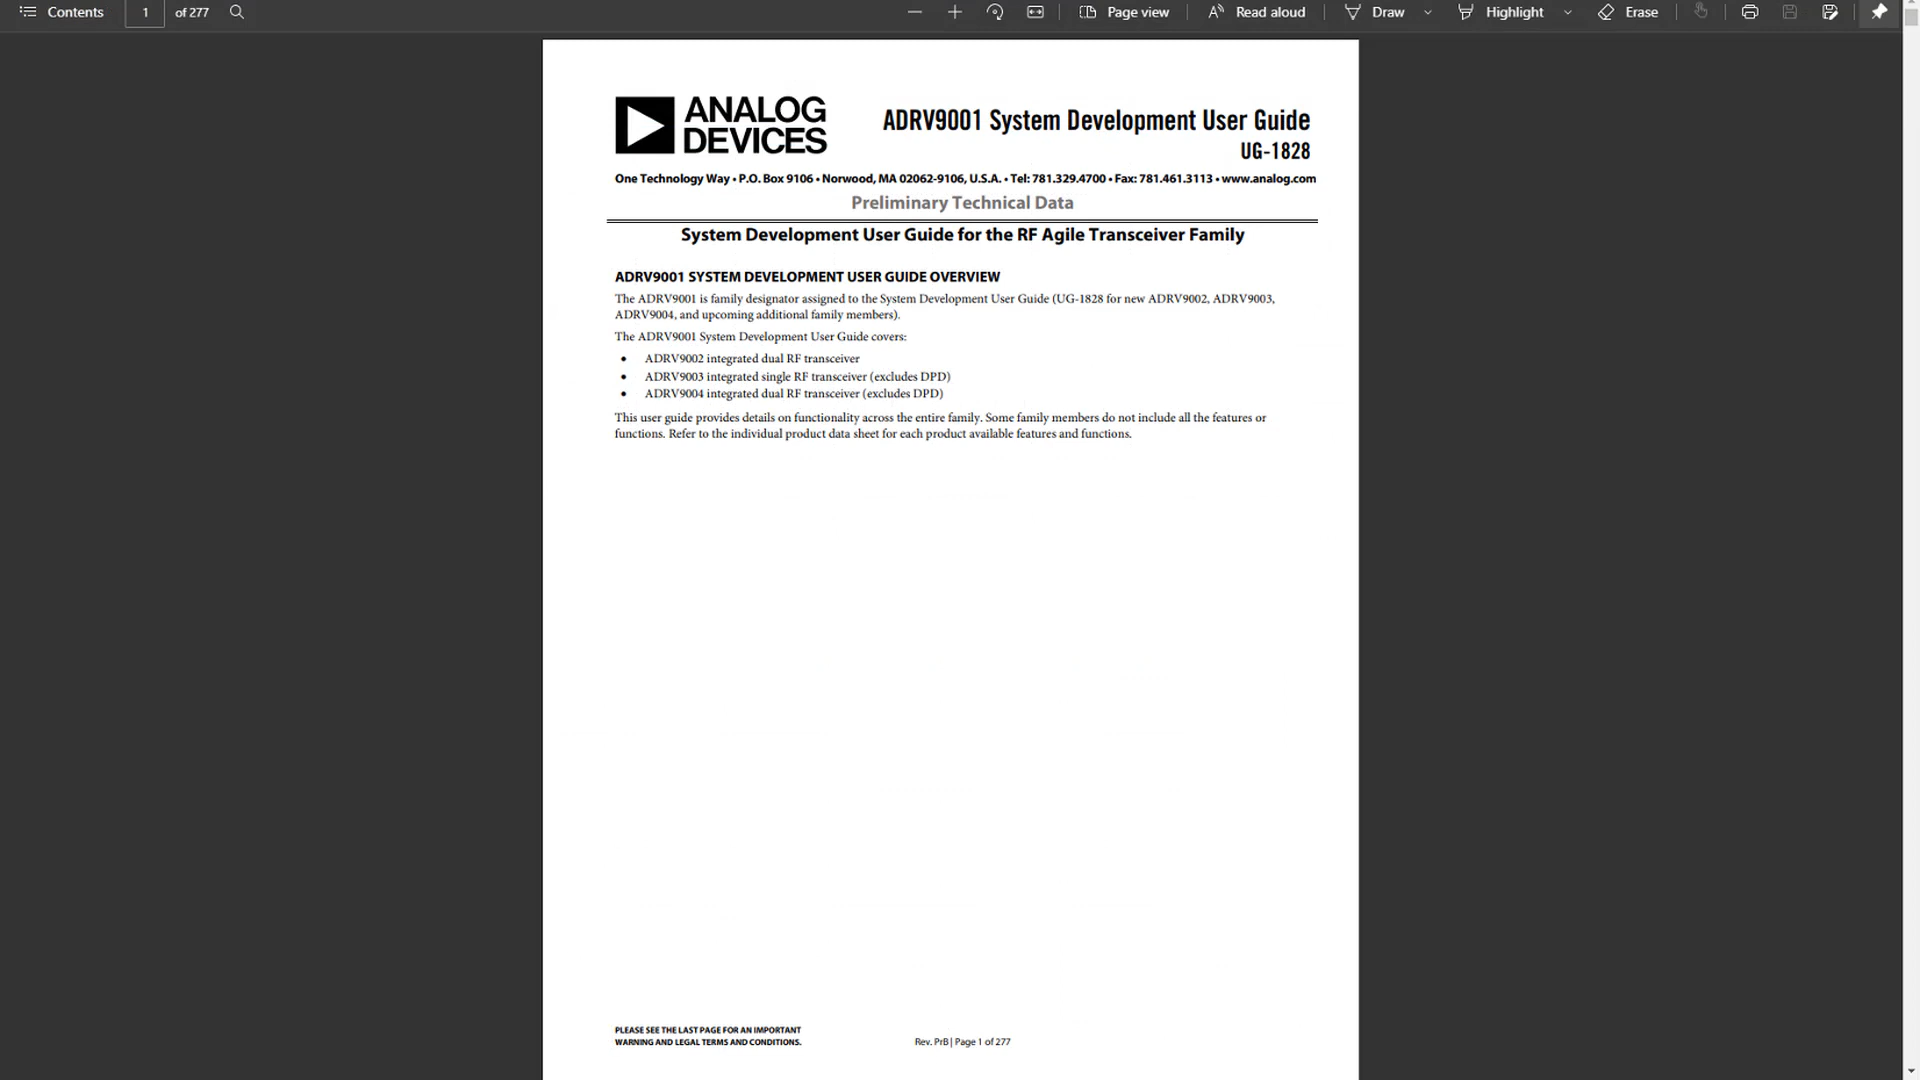 Contents 1 of 277 Page view Read aloud Draw Highlight Erase
ANALOG
DEVICES
ADRV9001 System Development User Guide
UG-1828
One Technology Way • P.O. Box 9106 • Norwood, MA 02062-9106, U.S.A. • Tel: 781.329.4700 • Fax: 781.461.3113 • www.analog.com
Preliminary Technical Data
System Development User Guide for the RF Agile Transceiver Family
ADRV9001 SYSTEM DEVELOPMENT USER GUIDE OVERVIEW
The ADRV9001 is family designator assigned to the System Development User Guide (UG-1828 for new ADRV9002, ADRV9003,
ADRV9004, and upcoming additional family members).
The ADRV9001 System Development User Guide covers:
• ADRV9002 integrated dual RF transceiver
• ADRV9003 integrated single RF transceiver (excludes DPD)
• ADRV9004 integrated dual RF transceiver (excludes DPD)
This user guide provides details on functionality across the entire family. Some family members do not include all the features or
functions. Refer to the individual product data sheet for each product available features and functions.
PLEASE SEE THE LAST PAGE FOR AN IMPORTANT
WARNING AND LEGAL TERMS AND CONDITIONS.
Rev. PrB | Page 1 of 277